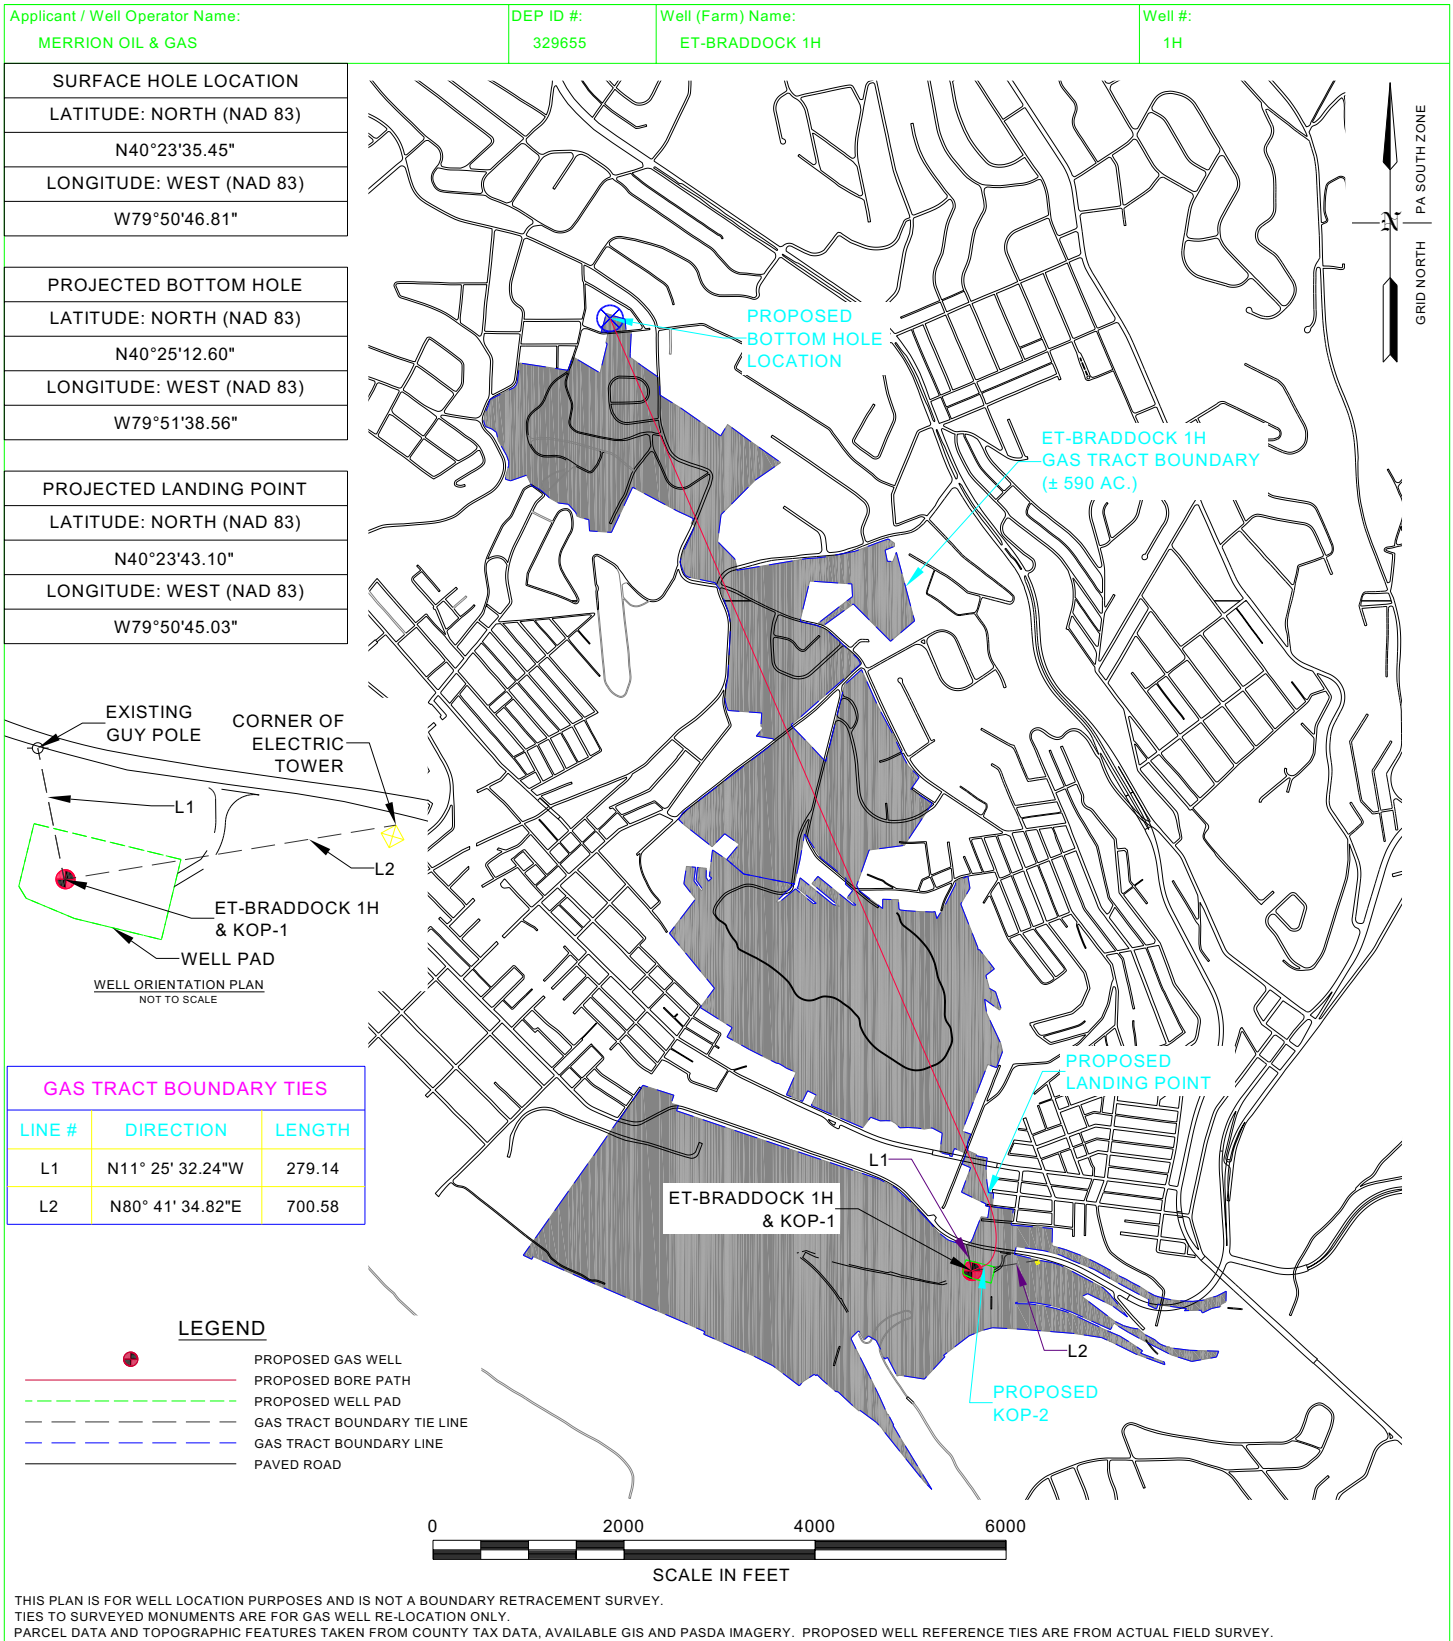 Applicant / Well Operator Name:
MERRION OIL & GAS
DEP ID #:
329655
Well (Farm) Name:
ET-BRADDOCK 1H
Well #:
1H
SURFACE HOLE LOCATION
LATITUDE: NORTH (NAD 83)
N40°23'35.45"
LONGITUDE: WEST (NAD 83)
W79°50'46.81"
PROJECTED BOTTOM HOLE
LATITUDE: NORTH (NAD 83)
N40°25'12.60"
LONGITUDE: WEST (NAD 83)
W79°51'38.56"
PROJECTED LANDING POINT
LATITUDE: NORTH (NAD 83)
N40°23'43.10"
LONGITUDE: WEST (NAD 83)
W79°50'45.03"
PA SOUTH ZONE
N
GRID NORTH
PROPOSED
BOTTOM HOLE
LOCATION
ET-BRADDOCK 1H
GAS TRACT BOUNDARY
(± 590 AC.)
EXISTING
GUY POLE
CORNER OF
ELECTRIC
TOWER
L1
L2
ET-BRADDOCK 1H
& KOP-1
WELL PAD
WELL ORIENTATION PLAN
NOT TO SCALE
GAS TRACT BOUNDARY TIES
LINE # DIRECTION LENGTH
L1 N11° 25' 32.24"W 279.14
L2 N80° 41' 34.82"E 700.58
PROPOSED
LANDING POINT
L1
ET-BRADDOCK 1H
& KOP-1
L2
PROPOSED
KOP-2
LEGEND
PROPOSED GAS WELL
PROPOSED BORE PATH
PROPOSED WELL PAD
GAS TRACT BOUNDARY TIE LINE
GAS TRACT BOUNDARY LINE
PAVED ROAD
0 2000 4000 6000
SCALE IN FEET
THIS PLAN IS FOR WELL LOCATION PURPOSES AND IS NOT A BOUNDARY RETRACEMENT SURVEY.
TIES TO SURVEYED MONUMENTS ARE FOR GAS WELL RE-LOCATION ONLY.
PARCEL DATA AND TOPOGRAPHIC FEATURES TAKEN FROM COUNTY TAX DATA, AVAILABLE GIS AND PASDA IMAGERY. PROPOSED WELL REFERENCE TIES ARE FROM ACTUAL FIELD SURVEY.